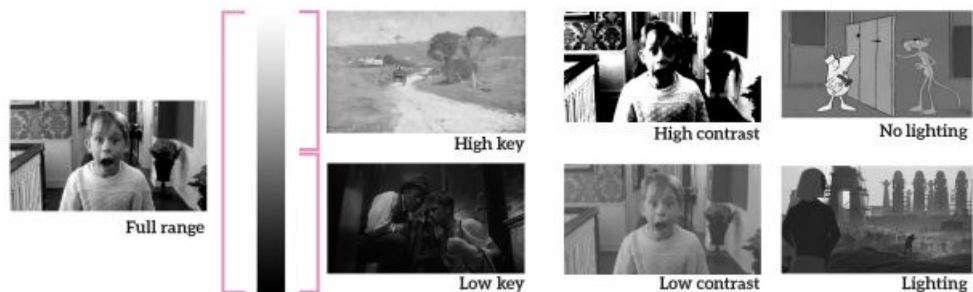 Full range
High key
Low key
High contrast
Low contrast
No lighting
Lighting